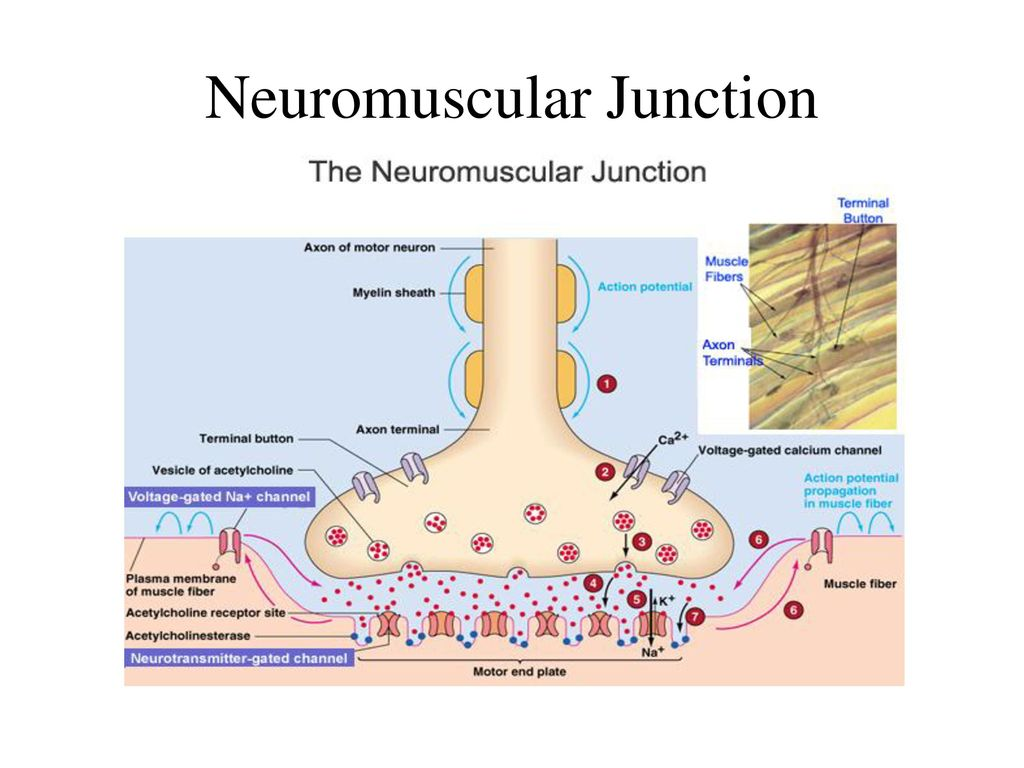 Neuromuscular Junction
The Neuromuscular Junction
Terminal
Button
Axon of motor neuron
Muscle
Fibers
Myelin sheath
Action potential
Axon
Terminals
1
Axon terminal
Terminal button
Ca2+
Voltage-gated calcium channel
Vesicle of acetylcholine
2
Action potential
propagation
in muscle fiber
Voltage-gated Na+ channel
3
6
Plasma membrane
of muscle fiber
4
Muscle fiber
5
K+
6
Acetylcholine receptor site
7
Acetylcholinesterase
Na+
Neurotransmitter-gated channel
Motor end plate